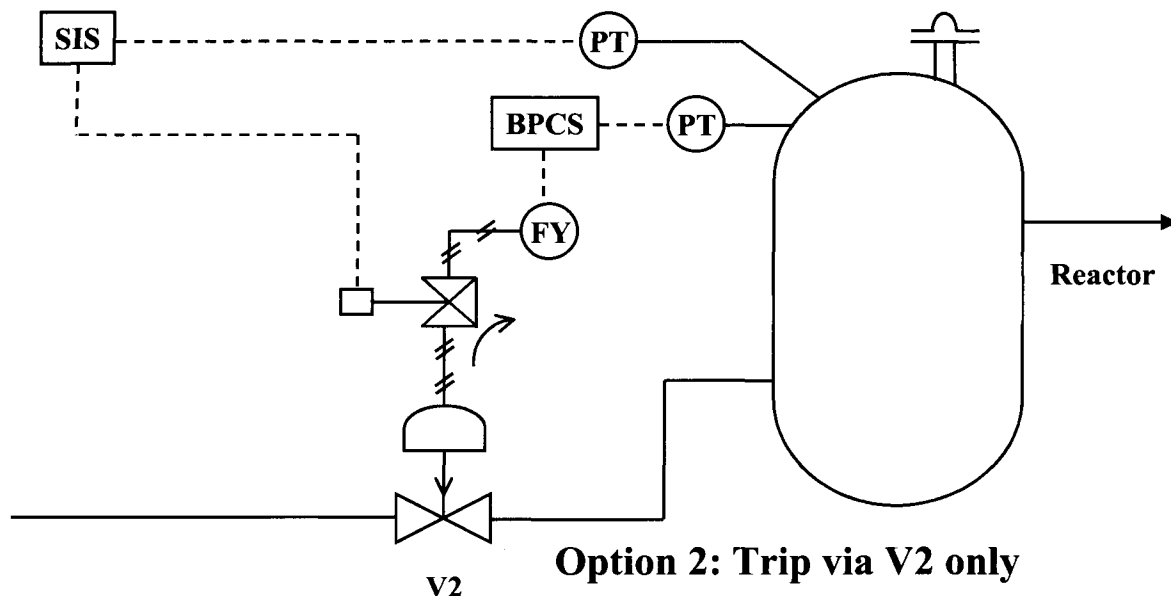 SIS
PT
BPCS
PT
FY
Reactor
Option 2: Trip via V2 only
V2